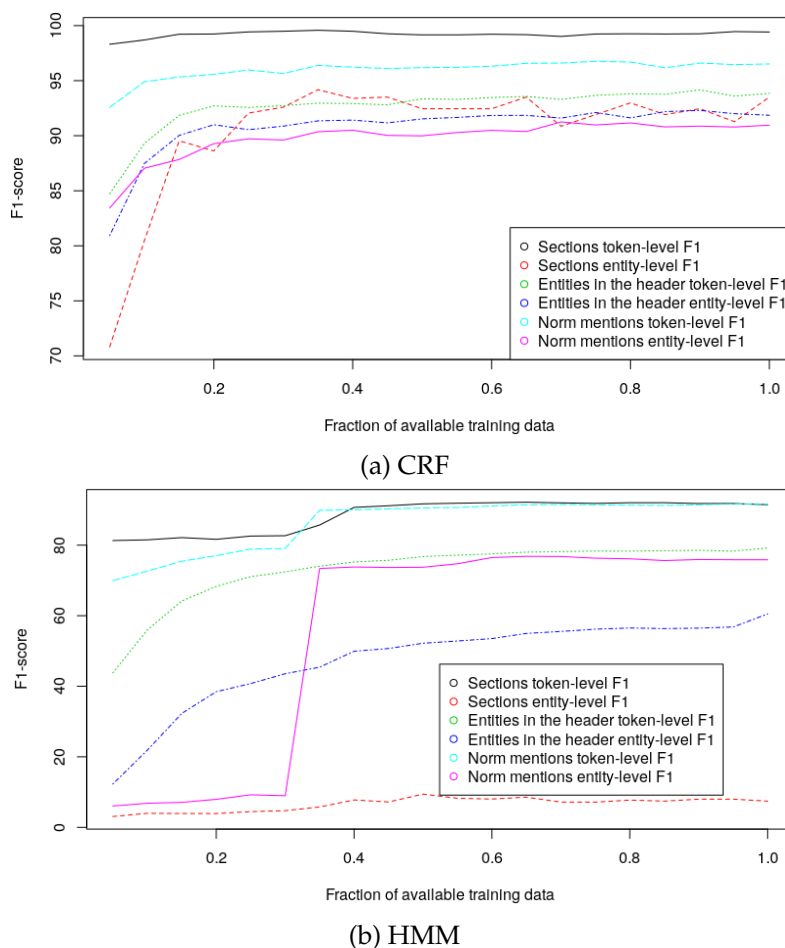 100
95
90
85
80
75
70
F1-score
Sections token-level F1
Sections entity-level F1
Entities in the header token-level F1
Entities in the header entity-level F1
Norm mentions token-level F1
Norm mentions entity-level F1
0.2 0.4 0.6 0.8 1.0
Fraction of available training data
(a) CRF
80
60
40
20
0
F1-score
Sections token-level F1
Sections entity-level F1
Entities in the header token-level F1
Entities in the header entity-level F1
Norm mentions token-level F1
Norm mentions entity-level F1
0.2 0.4 0.6 0.8 1.0
Fraction of available training data
(b) HMM